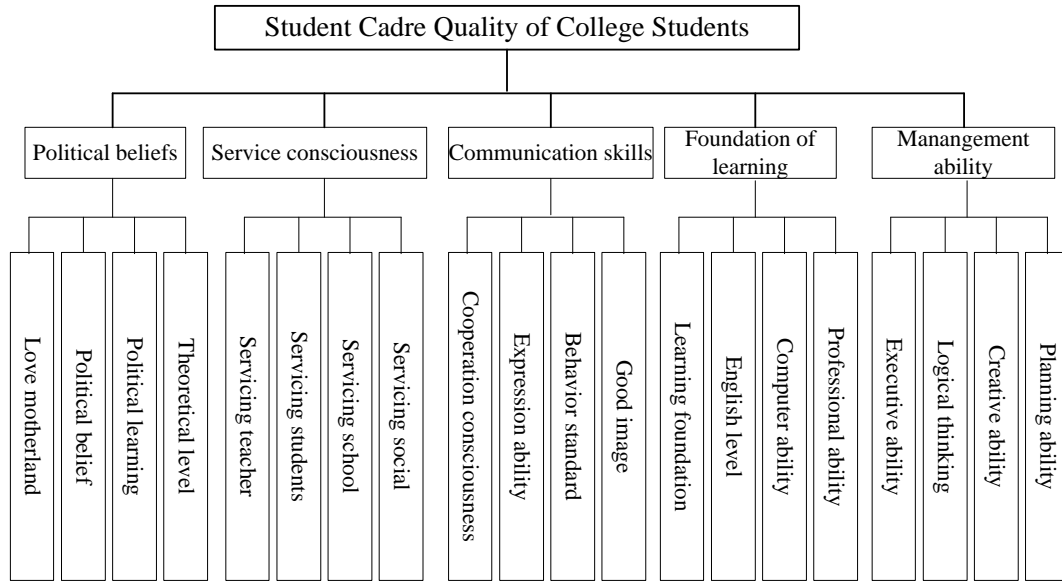 Student Cadre Quality of College Students
Political beliefs
Service consciousness
Communication skills
Foundation of
learning
Manangement
ability
Love motherland
Political belief
Political learning
Theoretical level
Servicing teacher
Servicing students
Servicing school
Servicing social
Cooperation consciousness
Expression ability
Behavior standard
Good image
Learning foundation
English level
Computer ability
Professional ability
Executive ability
Logical thinking
Creative ability
Planning ability